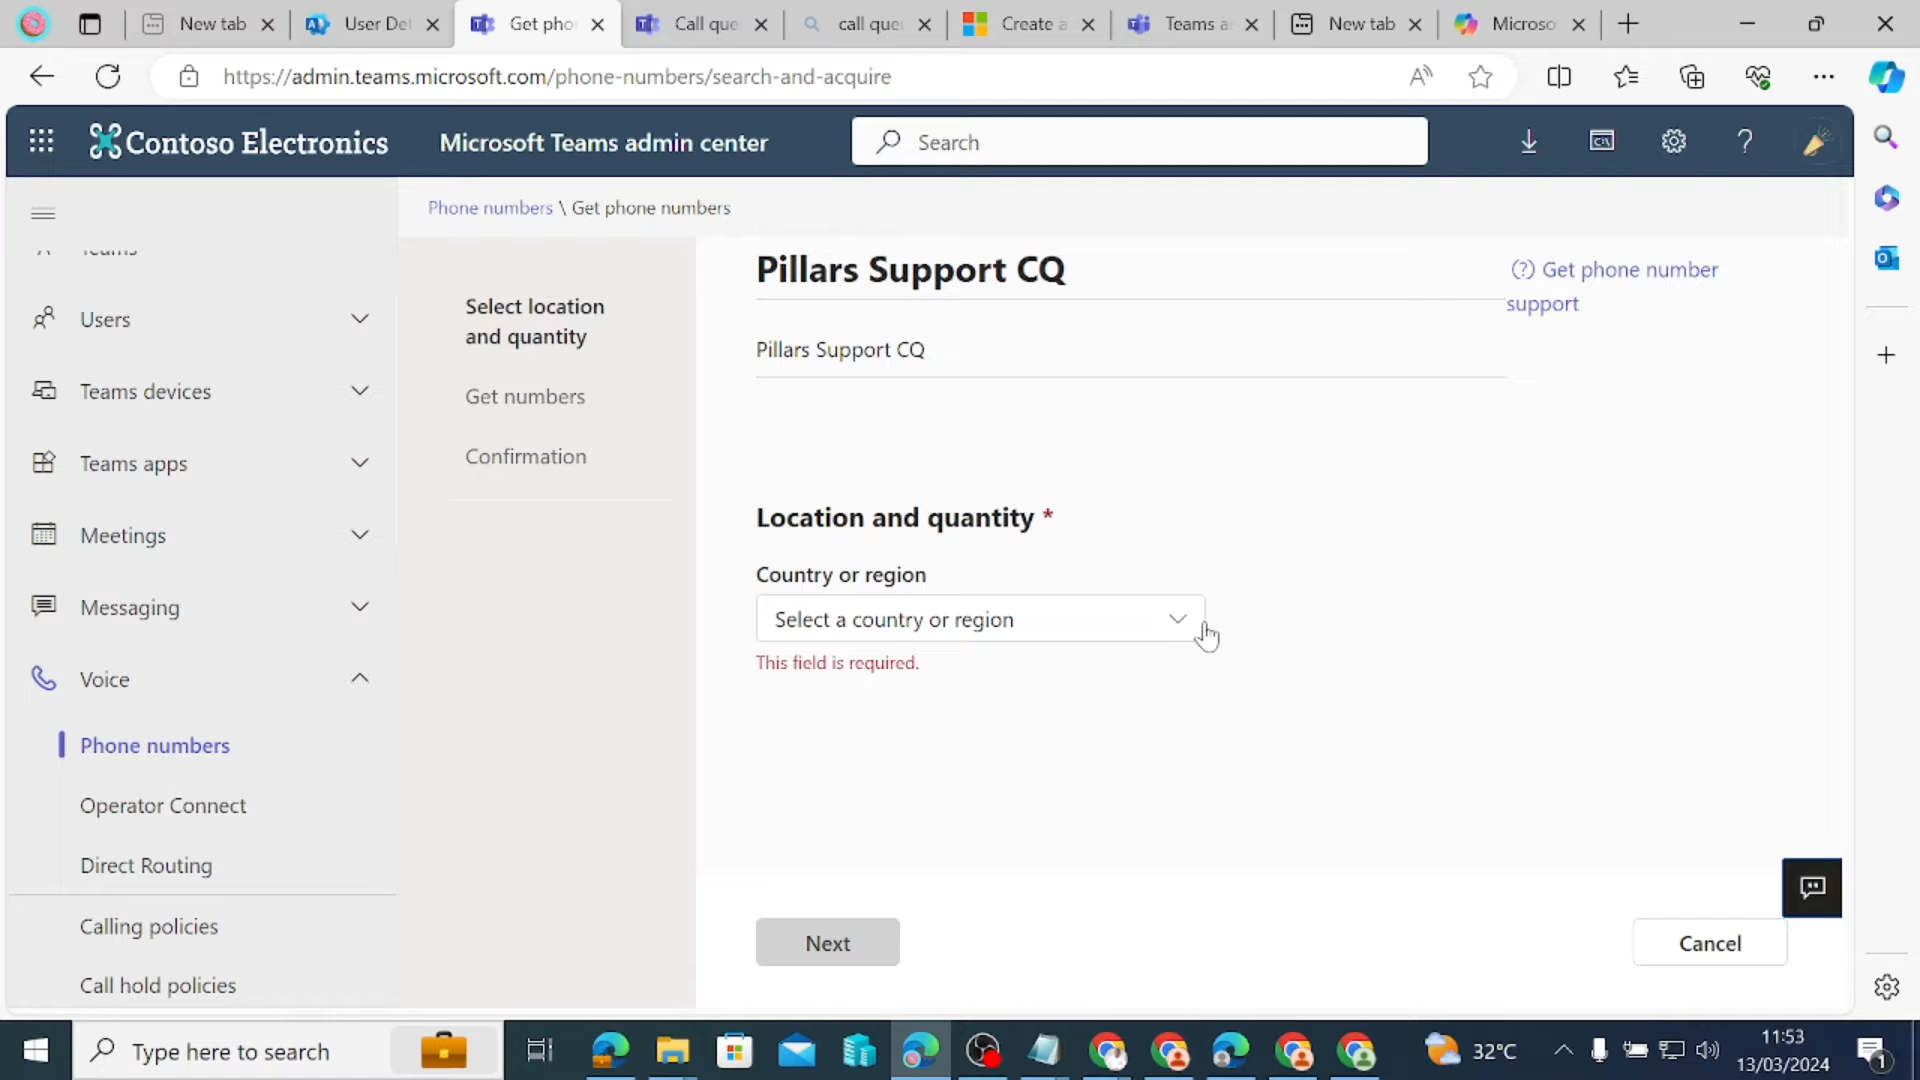 New tab
User Det
Get pho
Call que
call que
Create a
Teams a
New tab
Microso
https://admin.teams.microsoft.com/phone-numbers/search-and-acquire
Contoso Electronics
Microsoft Teams admin center
Search
Phone numbers \ Get phone numbers
Teams
Users
Teams devices
Teams apps
Meetings
Messaging
Voice
Phone numbers
Operator Connect
Direct Routing
Calling policies
Call hold policies
Select location
and quantity
Get numbers
Confirmation
Pillars Support CQ
Pillars Support CQ
Get phone number
support
Location and quantity *
Country or region
Select a country or region
This field is required.
Next
Cancel
Type here to search
32°C
11:53
13/03/2024
1